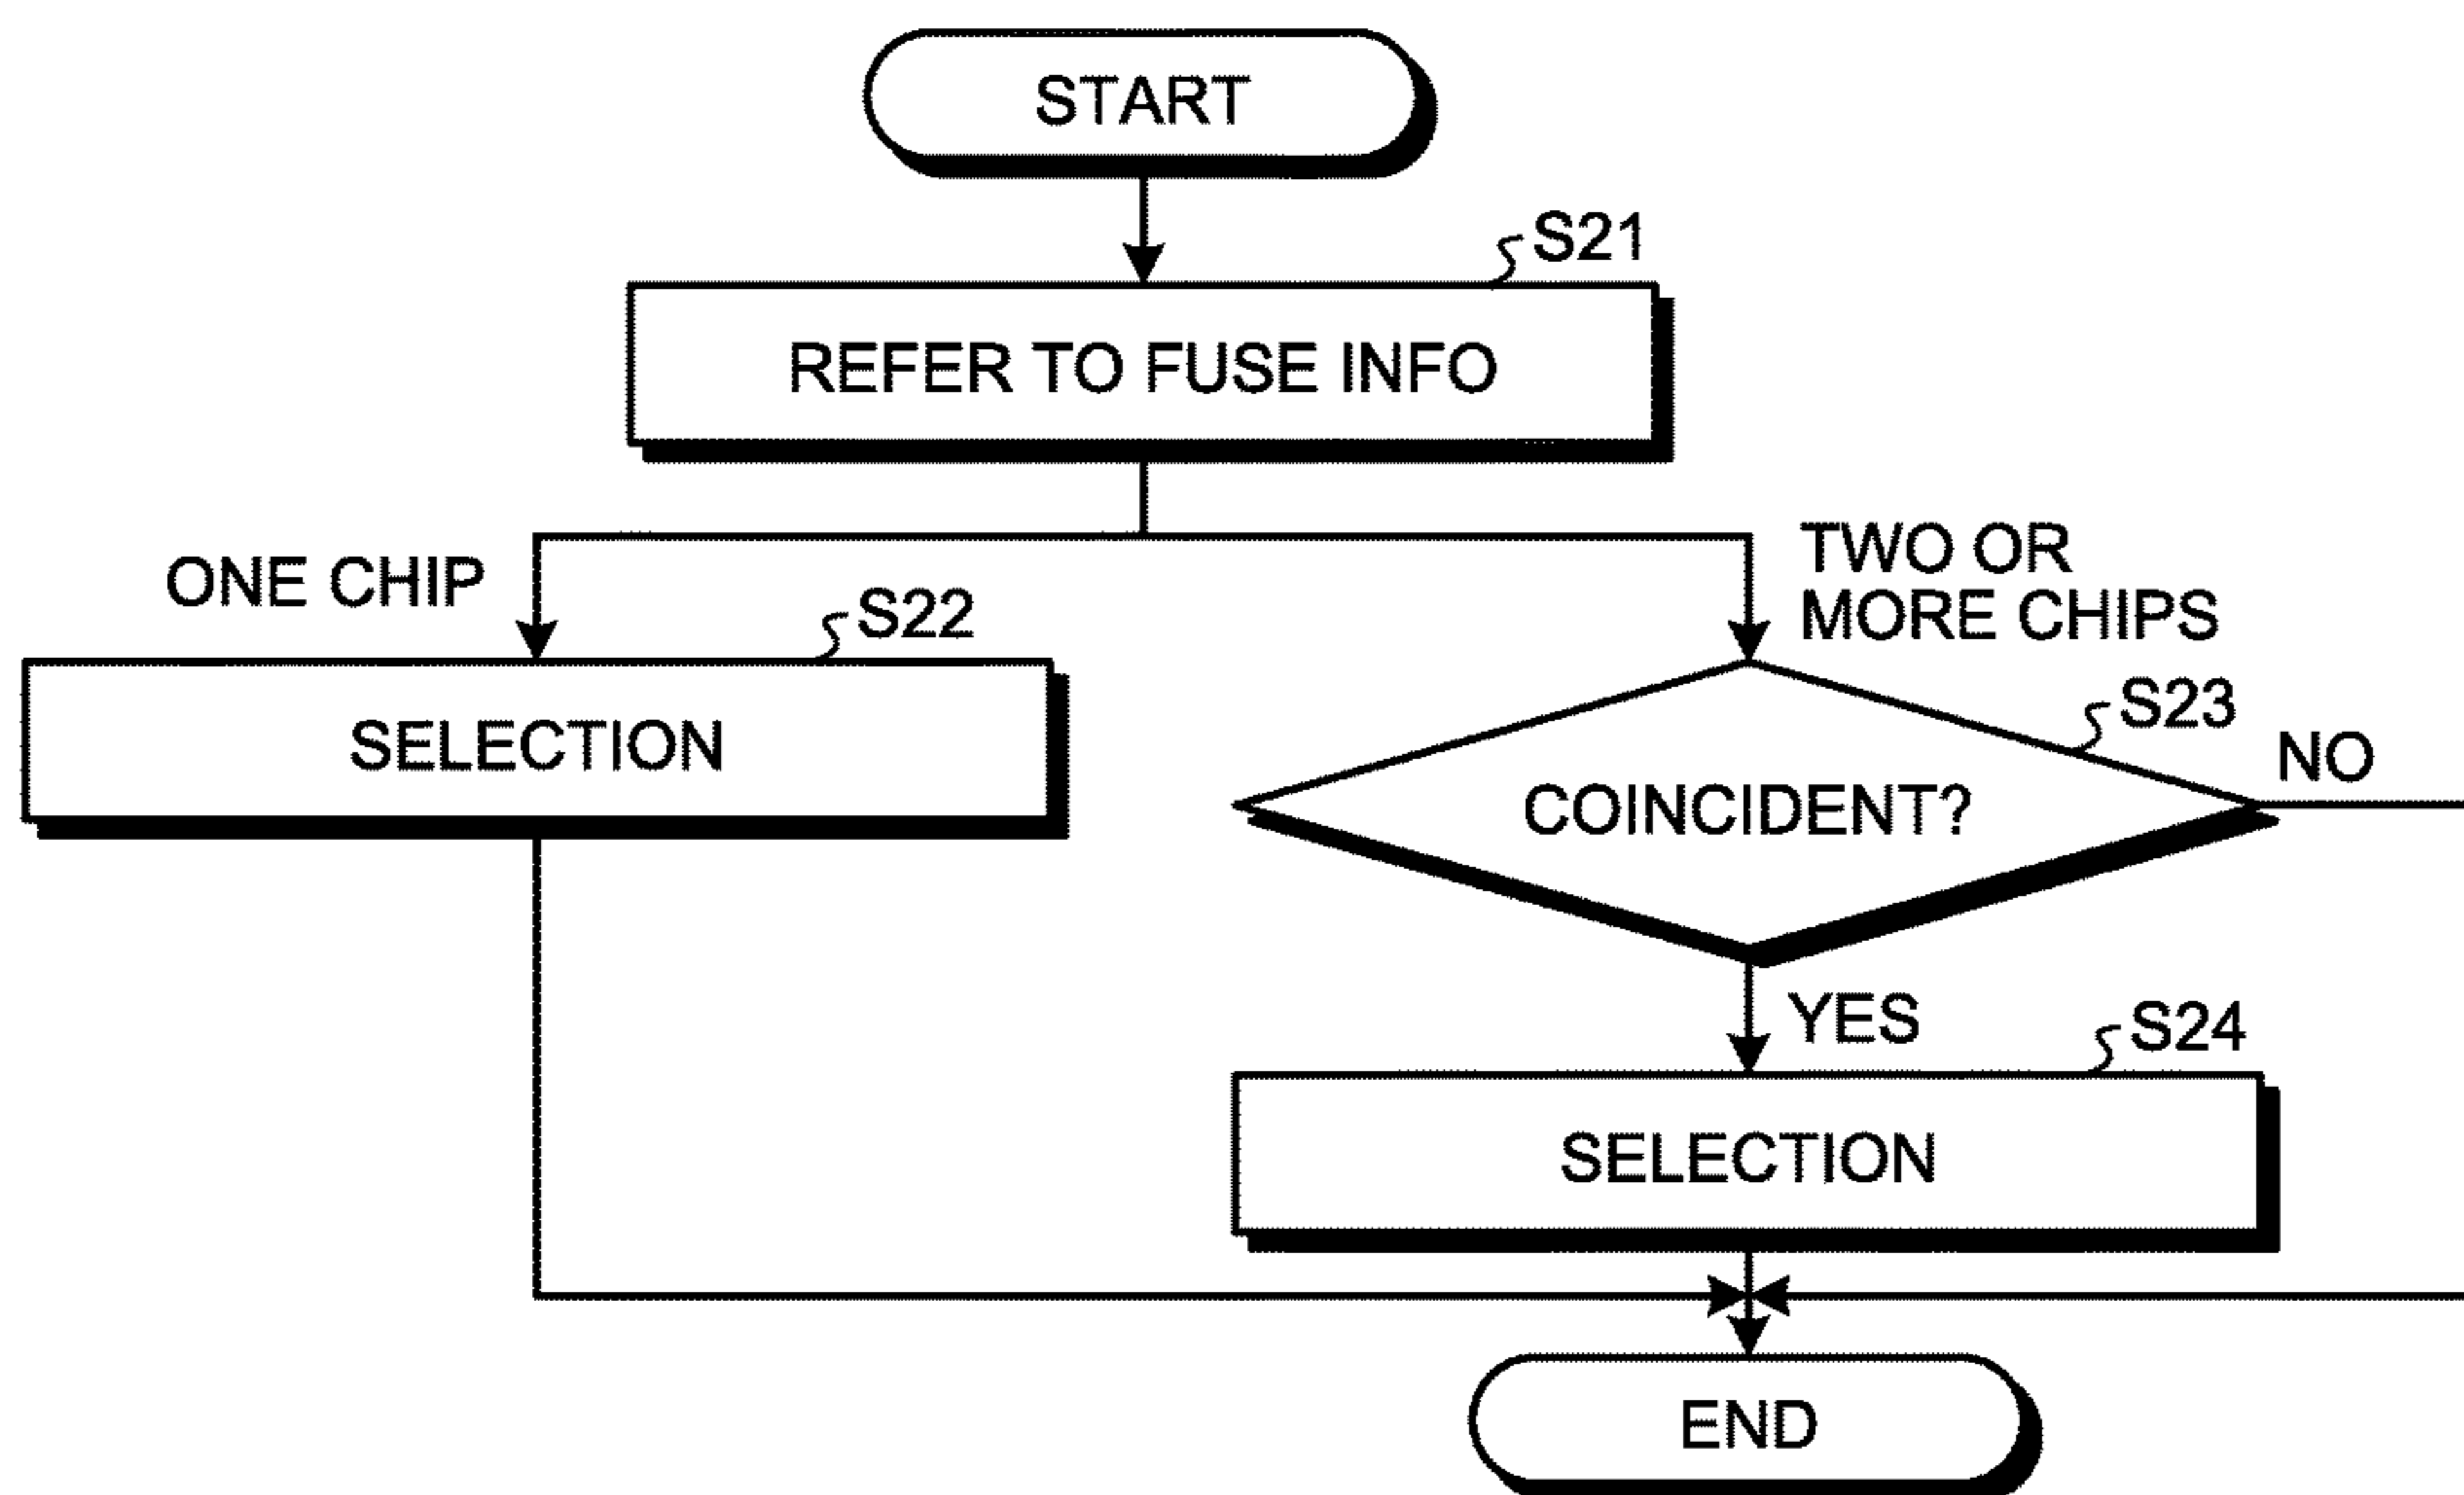 START
S21
REFER TO FUSE INFO
ONE CHIP
TWO OR
MORE CHIPS
S22
SELECTION
S23
COINCIDENT?
NO
YES
S24
SELECTION
END